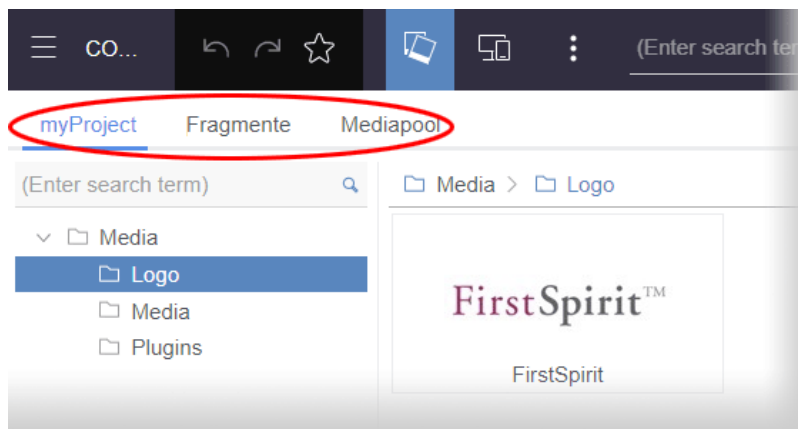 CO...
(Enter search ter
myProject Fragmente Mediapool
(Enter search term)
Media > Logo
Media
Logo
Media
Plugins
FirstSpirit™
FirstSpirit